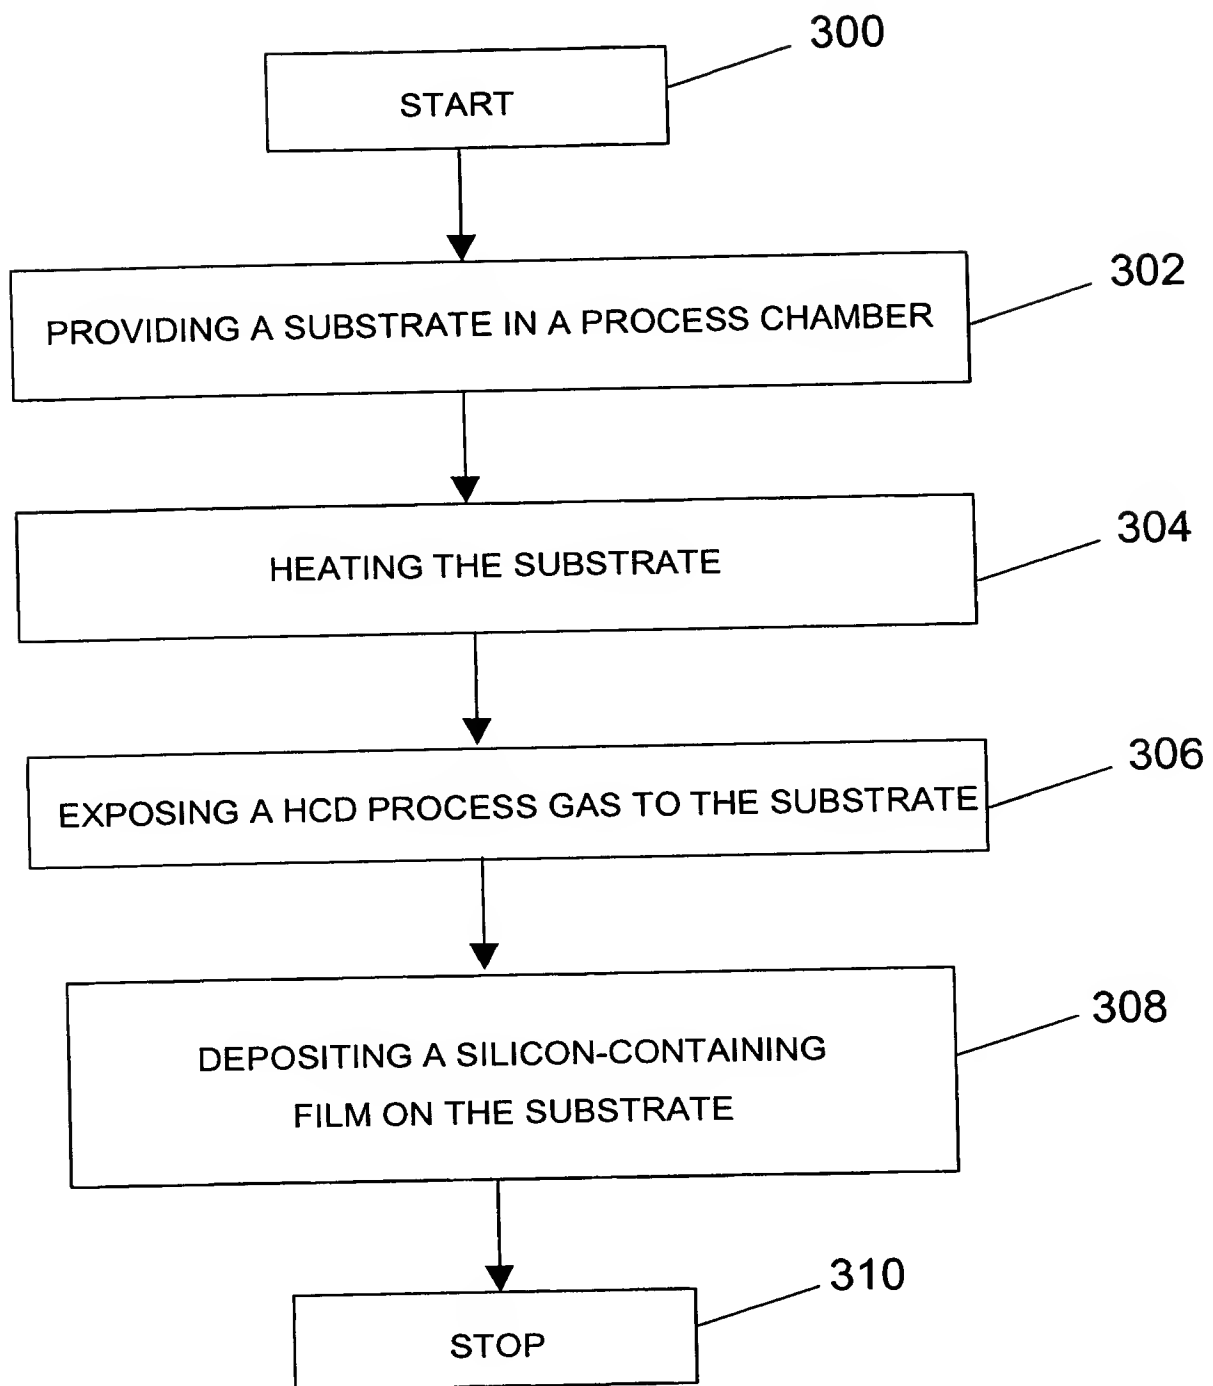 300
START
302
PROVIDING A SUBSTRATE IN A PROCESS CHAMBER
304
HEATING THE SUBSTRATE
306
EXPOSING A HCD PROCESS GAS TO THE SUBSTRATE
308
DEPOSITING A SILICON-CONTAINING
FILM ON THE SUBSTRATE
310
STOP